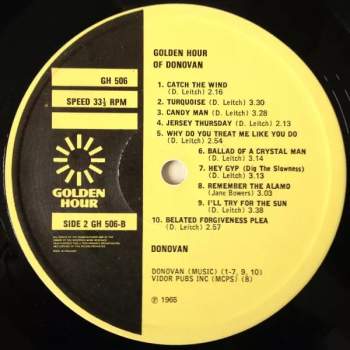 GOLDEN HOUR
OF DONOVAN
GH 506
SPEED 33⅓ RPM
1. CATCH THE WIND
(D. Leitch) 2.16
2. TURQUOISE (D. Leitch) 3.30
3. CANDY MAN (D. Leitch) 3.28
4. JERSEY THURSDAY (D. Leitch) 2.13
5. WHY DO YOU TREAT ME LIKE YOU DO
(D. Leitch) 2.54
6. BALLAD OF A CRYSTAL MAN
(D. Leitch) 3.14
7. HEY GYP (Dig The Slowness)
(D. Leitch) 3.13
8. REMEMBER THE ALAMO
(Jane Bowers) 3.03
9. I'LL TRY FOR THE SUN
(D. Leitch) 3.38
10. BELATED FORGIVENESS PLEA
(D. Leitch) 2.57
GOLDEN
HOUR
SIDE 2 GH 506-B
DONOVAN
DONOVAN (MUSIC) (1-7, 9, 10)
VIDOR PUBS INC (MCPS) (8)
℗ 1965